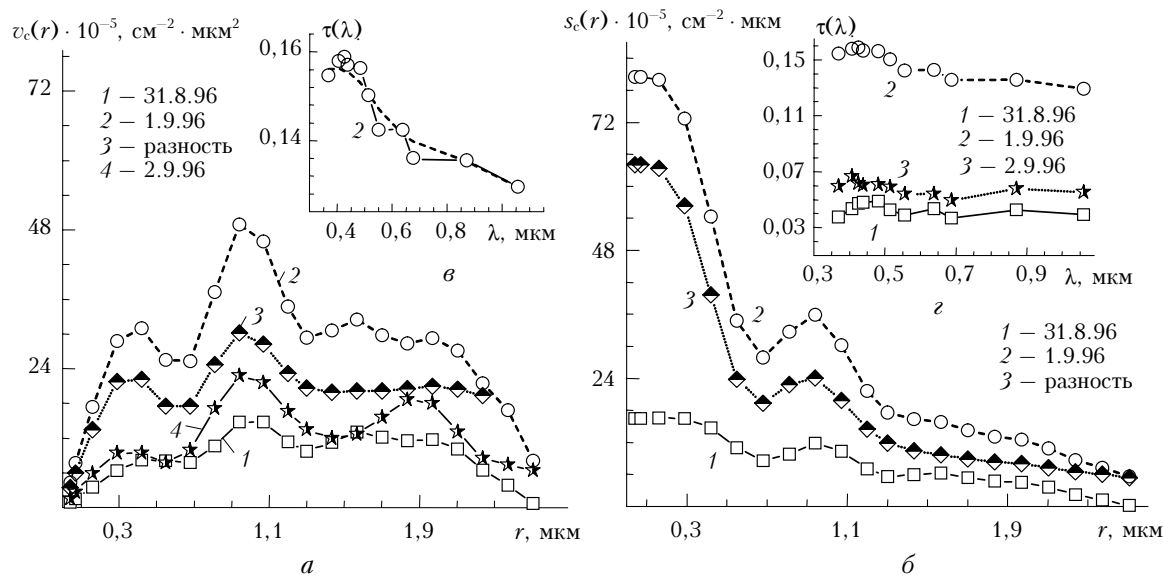 v_c(r) · 10⁻⁵, см⁻² · мкм²
72
48
24
1 – 31.8.96
2 – 1.9.96
3 – разность
4 – 2.9.96
2
3
4
1
0,3 1,1 1,9 r, мкм
а
τ(λ)
0,16
0,14
2
0,4 0,6 0,8 λ, мкм
в
s_c(r) · 10⁻⁵, см⁻² · мкм
72
48
24
3
2
1
1 – 31.8.96
2 – 1.9.96
3 – разность
0,3 1,1 1,9 r, мкм
б
τ(λ)
0,15
0,11
0,07
0,03
2
1 – 31.8.96
2 – 1.9.96
3 – 2.9.96
3
1
0,3 0,5 0,7 0,9 λ, мкм
г